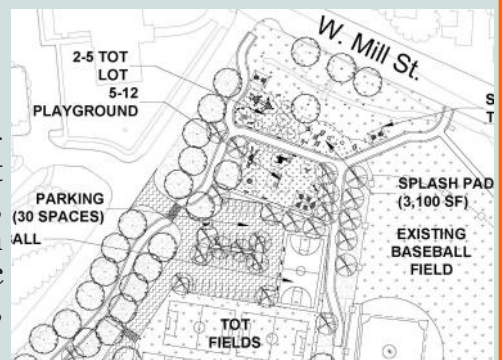 W. Mill St.
2-5 TOT
LOT
5-12
PLAYGROUND
PARKING
(30 SPACES)
SPLASH PAD
(3,100 SF)
EXISTING
BASEBALL
FIELD
TOT
FIELDS